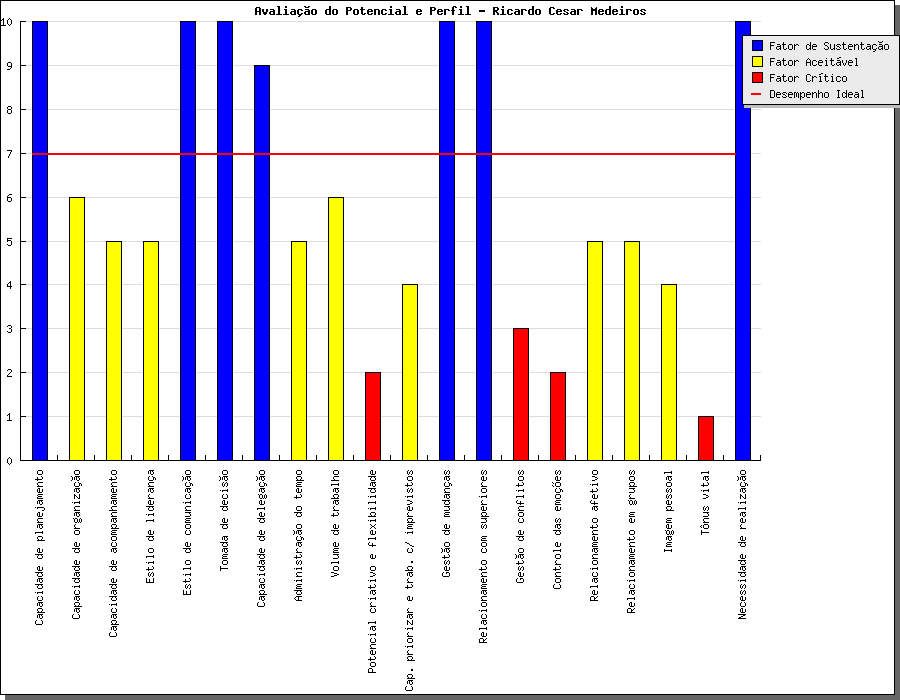 Avaliação do Potencial e Perfil - Ricardo Cesar Medeiros
Fator de Sustentação
Fator Aceitável
Fator Crítico
Desempenho Ideal
10
9
8
7
6
5
4
3
2
1
0
Capacidade de planejamento
Capacidade de organização
Capacidade de acompanhamento
Estilo de liderança
Estilo de comunicação
Tomada de decisão
Capacidade de delegação
Administração do tempo
Volume de trabalho
Potencial criativo e flexibilidade
Cap. priorizar e trab. c/ imprevistos
Gestão de mudanças
Relacionamento com superiores
Gestão de conflitos
Controle das emoções
Relacionamento afetivo
Relacionamento em grupos
Imagem pessoal
Tônus vital
Necessidade de realização